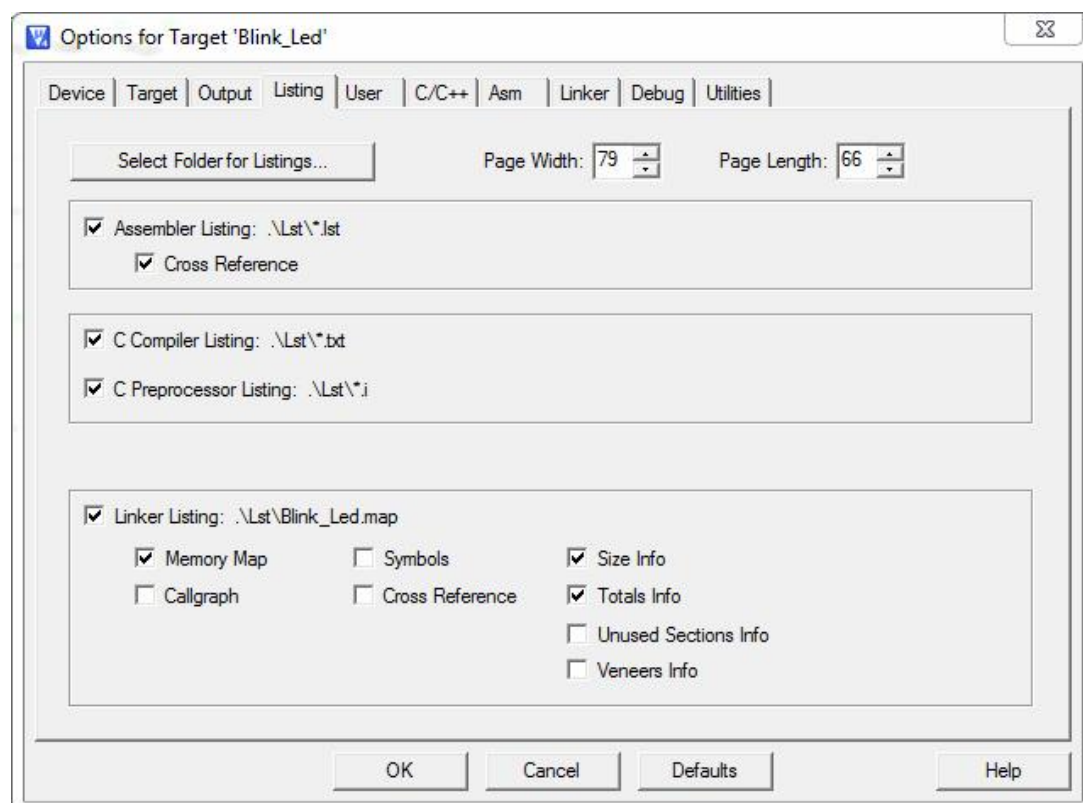 Options for Target 'Blink_Led'
Device Target Output Listing User C/C++ Asm Linker Debug Utilities
Select Folder for Listings... Page Width: 79 Page Length: 66
Assembler Listing: .\Lst\*.lst
Cross Reference
C Compiler Listing: .\Lst\*.txt
C Preprocessor Listing: .\Lst\*.i
Linker Listing: .\Lst\Blink_Led.map
Memory Map Symbols Size Info
Callgraph Cross Reference Totals Info
Unused Sections Info
Veneers Info
OK Cancel Defaults Help